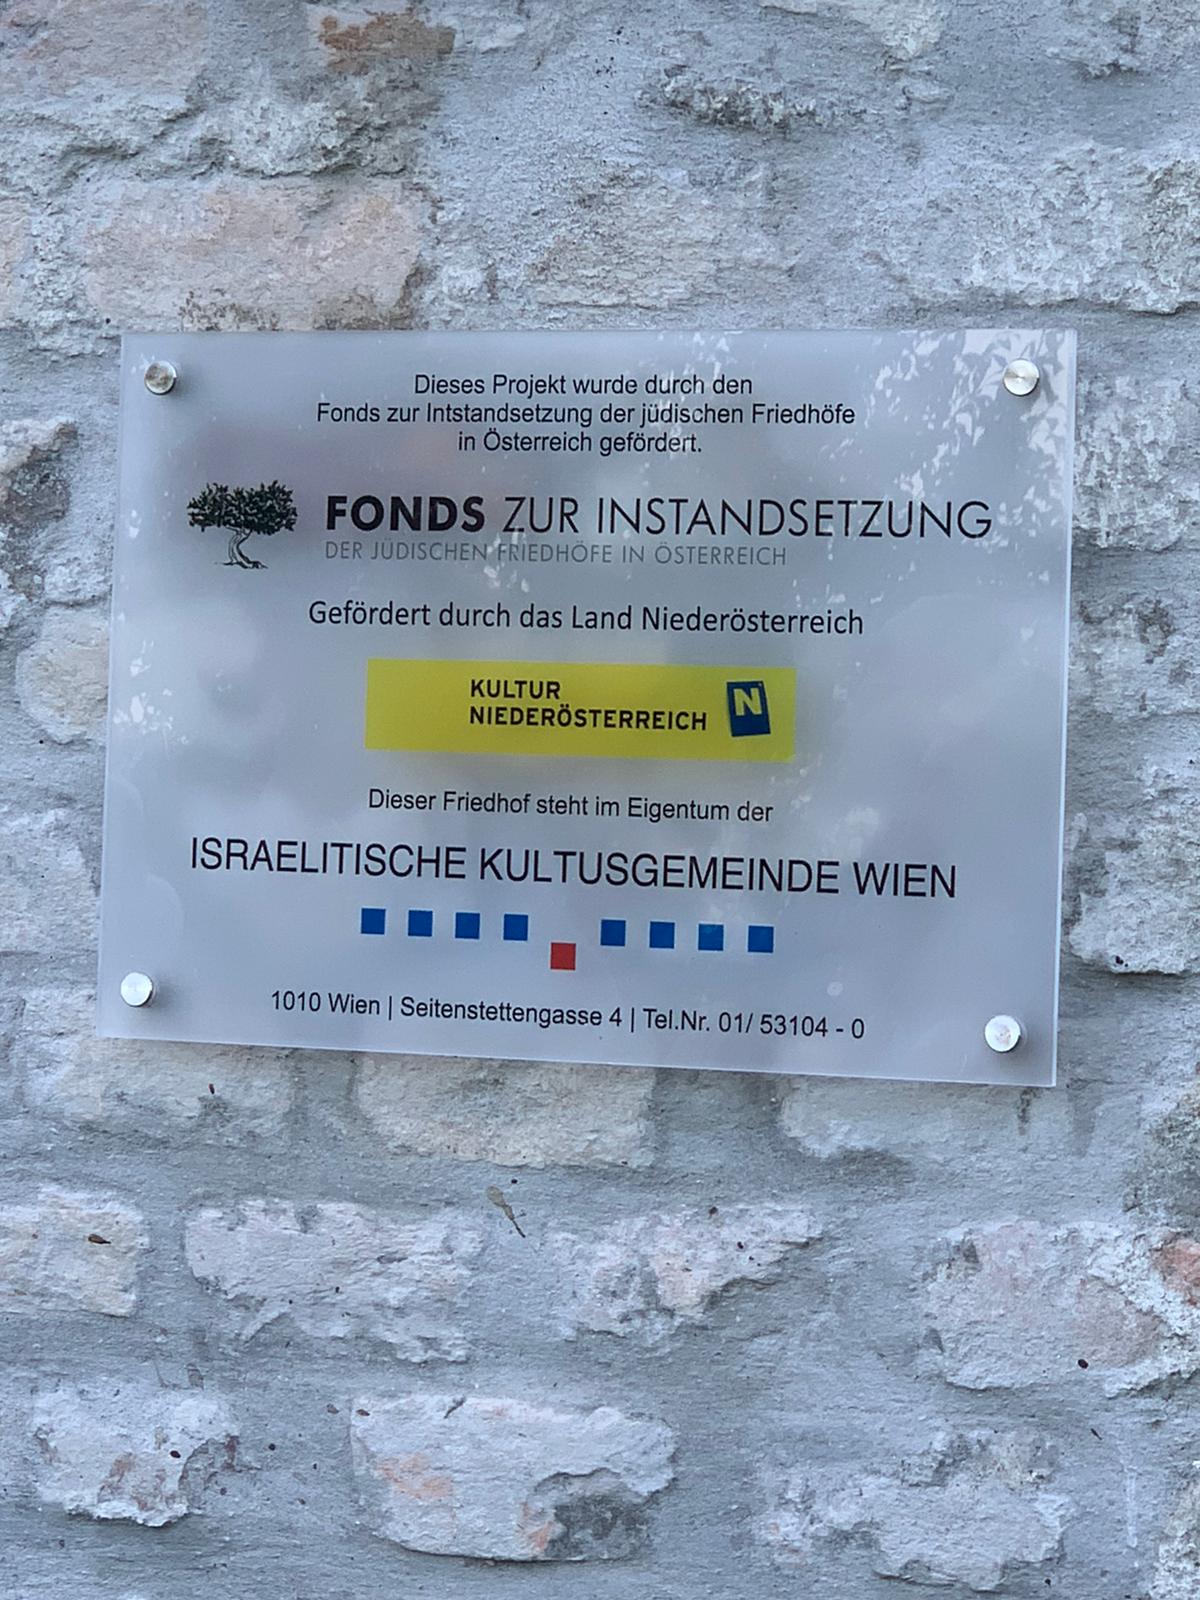 Dieses Projekt wurde durch den
Fonds zur Intstandsetzung der jüdischen Friedhöfe
in Österreich gefördert.
FONDS ZUR INSTANDSETZUNG
DER JÜDISCHEN FRIEDHÖFE IN ÖSTERREICH
Gefördert durch das Land Niederösterreich
KULTUR
NIEDERÖSTERREICH N
Dieser Friedhof steht im Eigentum der
ISRAELITISCHE KULTUSGEMEINDE WIEN
1010 Wien | Seitenstettengasse 4 | Tel.Nr. 01/ 53104 - 0